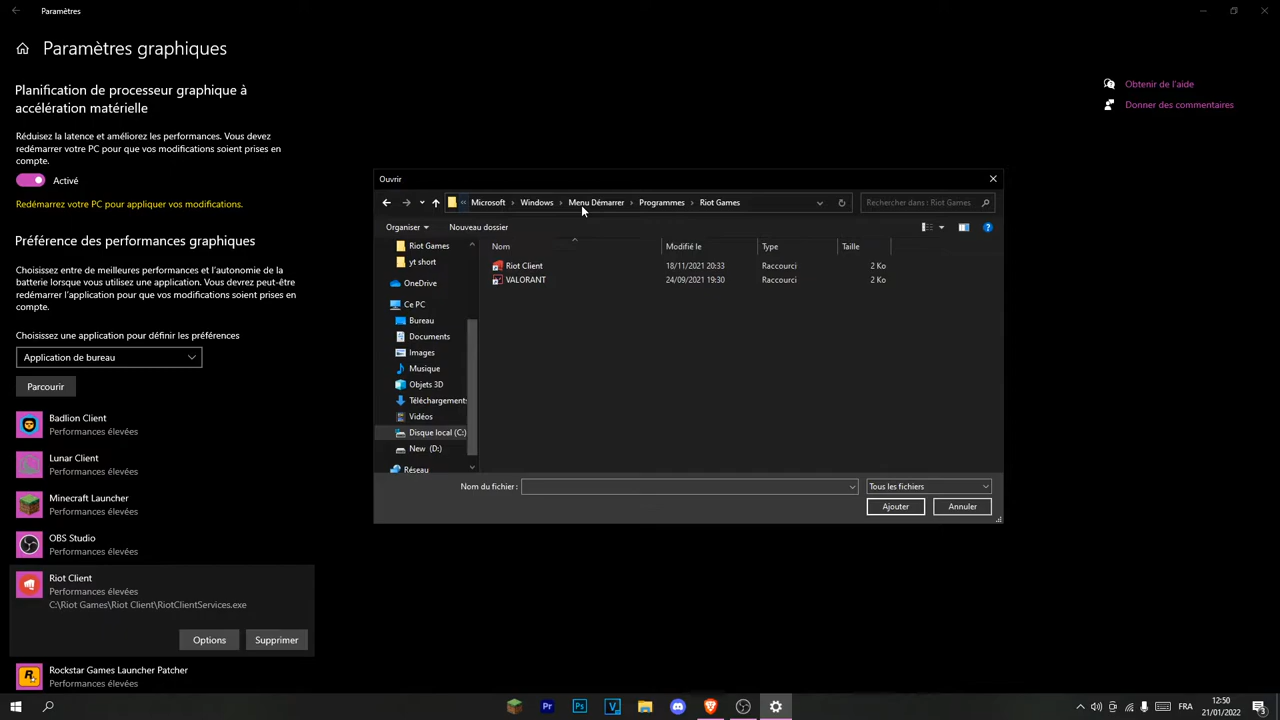 Paramètres
Paramètres graphiques
Planification de processeur graphique à
accélération matérielle
Réduisez la latence et améliorez les performances. Vous devez
redémarrer votre PC pour que vos modifications soient prises en
compte.
Activé
Redémarrez votre PC pour appliquer vos modifications.
Préférence des performances graphiques
Choisissez entre de meilleures performances et l'autonomie de la
batterie lorsque vous utilisez une application. Vous devrez peut-être
redémarrer l'application pour que vos modifications soient prises en
compte.
Choisissez une application pour définir les préférences
Application de bureau
Parcourir
Badlion Client
Performances élevées
Lunar Client
Performances élevées
Minecraft Launcher
Performances élevées
OBS Studio
Performances élevées
Riot Client
Performances élevées
C:\Riot Games\Riot Client\RiotClientServices.exe
Options
Supprimer
Rockstar Games Launcher Patcher
Performances élevées
Obtenir de l'aide
Donner des commentaires
Ouvrir
« Microsoft › Windows › Menu Démarrer › Programmes › Riot Games
Rechercher dans : Riot Games
Organiser
Nouveau dossier
Riot Games
yt short
OneDrive
Ce PC
Bureau
Documents
Images
Musique
Objets 3D
Téléchargements
Vidéos
Disque local (C:)
New (D:)
Réseau
Nom Modifié le Type Taille
Riot Client 18/11/2021 20:33 Raccourci 2 Ko
VALORANT 24/09/2021 19:30 Raccourci 2 Ko
Nom du fichier :
Tous les fichiers
Ajouter
Annuler
Pr
Ps
V
FRA
12:50
21/01/2022